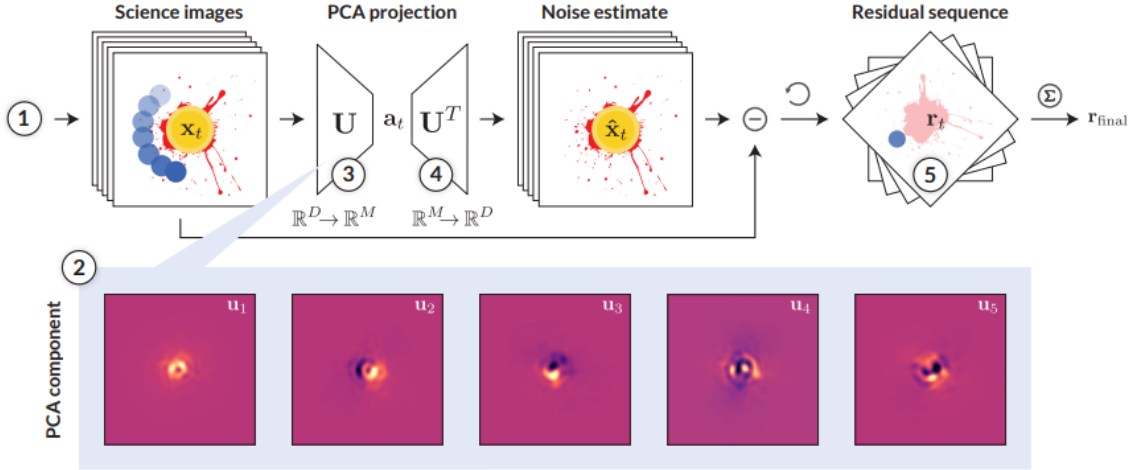 Science images
PCA projection
Noise estimate
Residual sequence
1
x_t
U
a_t
U^T
x̂_t
−
r_t
Σ
r_final
3
4
5
ℝ^D → ℝ^M
ℝ^M → ℝ^D
2
PCA component
u_1
u_2
u_3
u_4
u_5